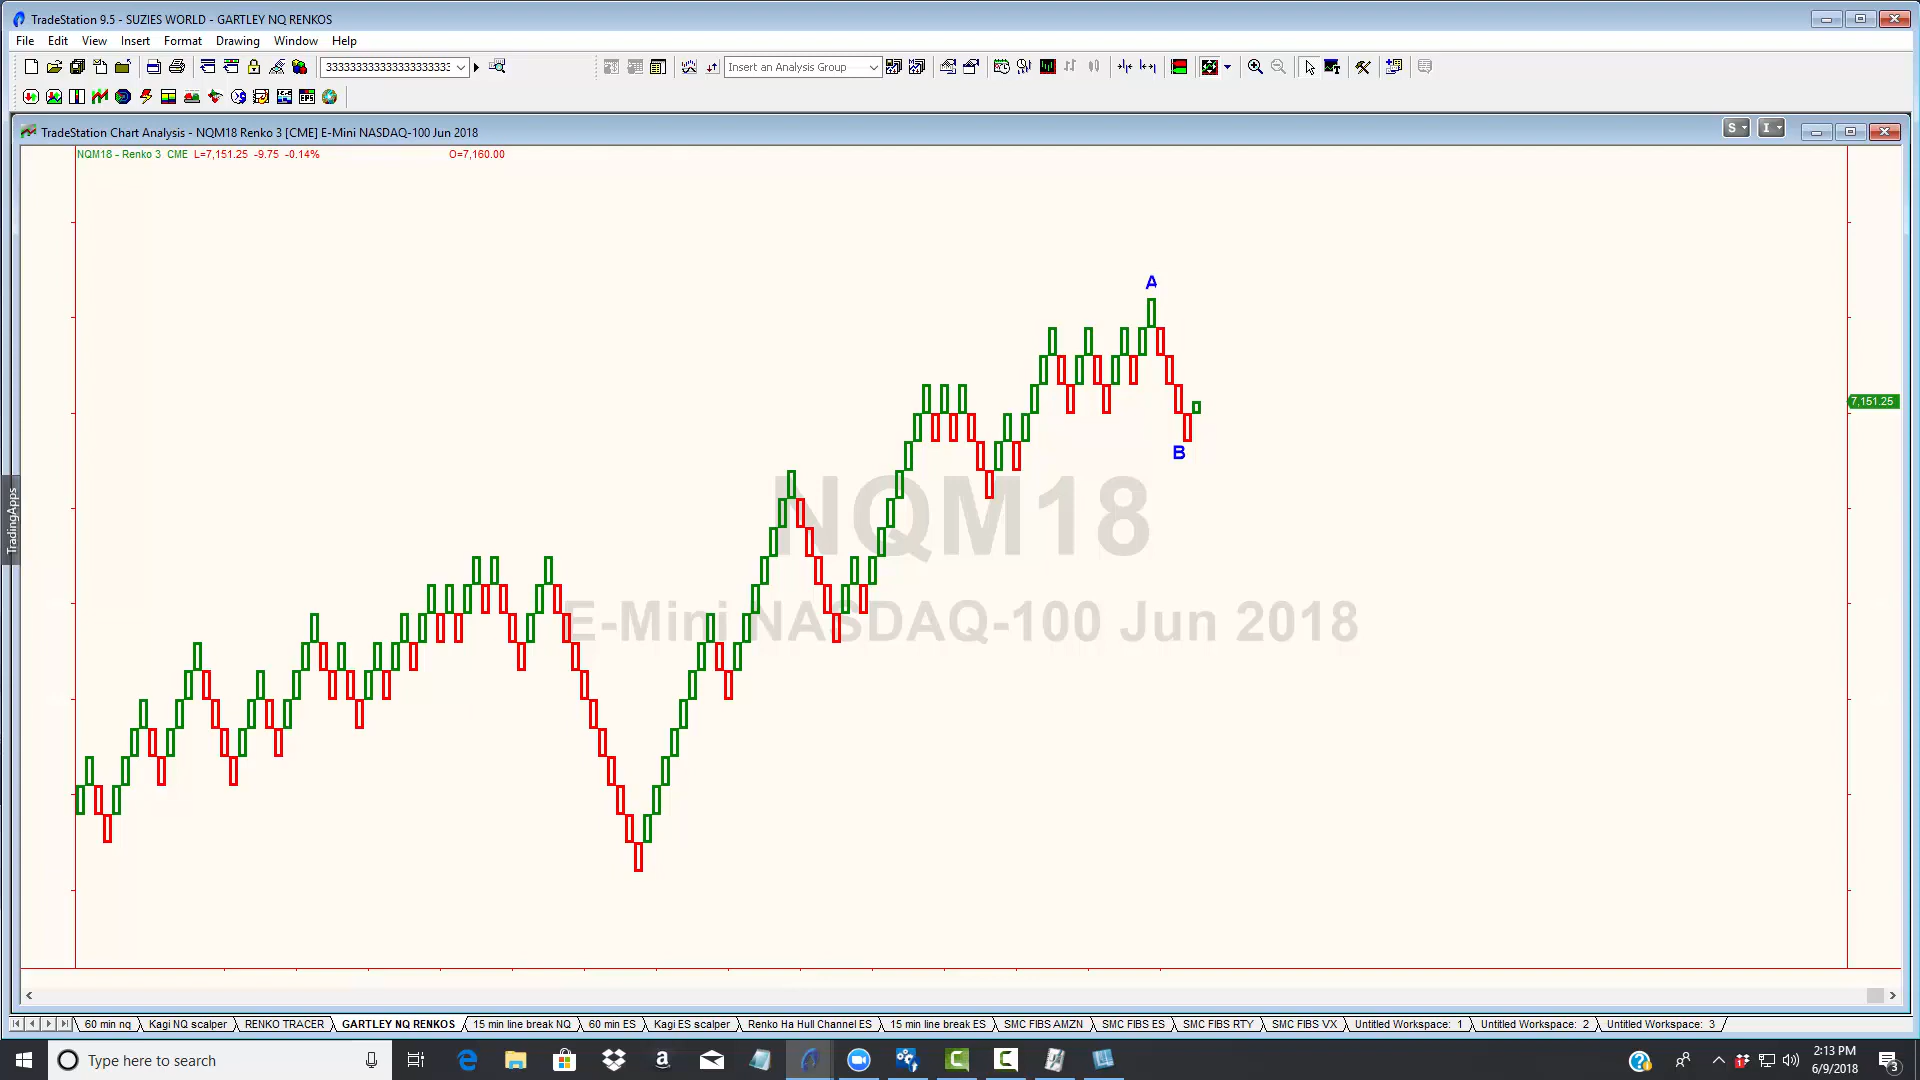 TradeStation 9.5 - SUZIES WORLD - GARTLEY NQ RENKOS
File Edit View Insert Format Drawing Window Help
333333333333333333333 Insert an Analysis Group
TradeStation Chart Analysis - NQM18 Renko 3 [CME] E-Mini NASDAQ-100 Jun 2018
S I
NQM18 - Renko 3 CME L=7,151.25 -9.75 -0.14% O=7,160.00
A
7,151.25
B
NQM18
TradingApps
E-Mini NASDAQ-100 Jun 2018
60 min nq Kagi NQ scalper RENKO TRACER GARTLEY NQ RENKOS 15 min line break NQ 60 min ES Kagi ES scalper Renko Ha Hull Channel ES 15 min line break ES SMC FIBS AMZN SMC FIBS ES SMC FIBS RTY SMC FIBS VX Untitled Workspace: 1 Untitled Workspace: 2 Untitled Workspace: 3
Type here to search
2:13 PM
6/9/2018
3